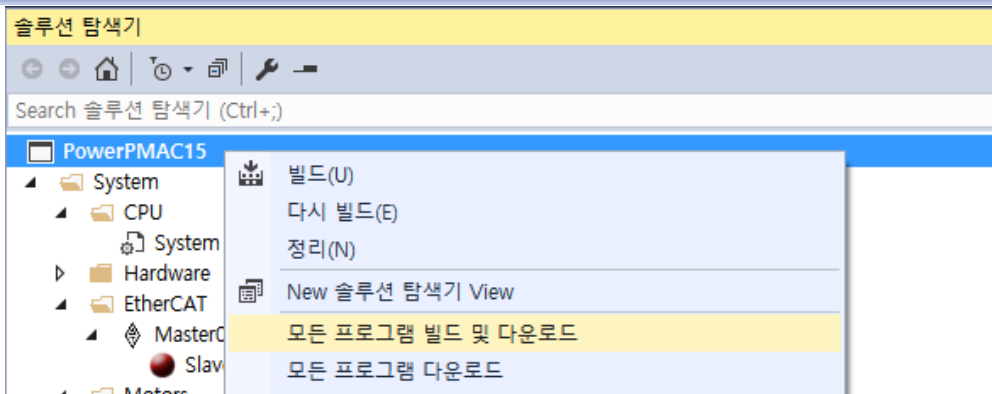 솔루션 탐색기
Search 솔루션 탐색기 (Ctrl+;)
PowerPMAC15
System
CPU
System
Hardware
EtherCAT
빌드(U)
다시 빌드(E)
정리(N)
New 솔루션 탐색기 View
모든 프로그램 빌드 및 다운로드
모든 프로그램 다운로드